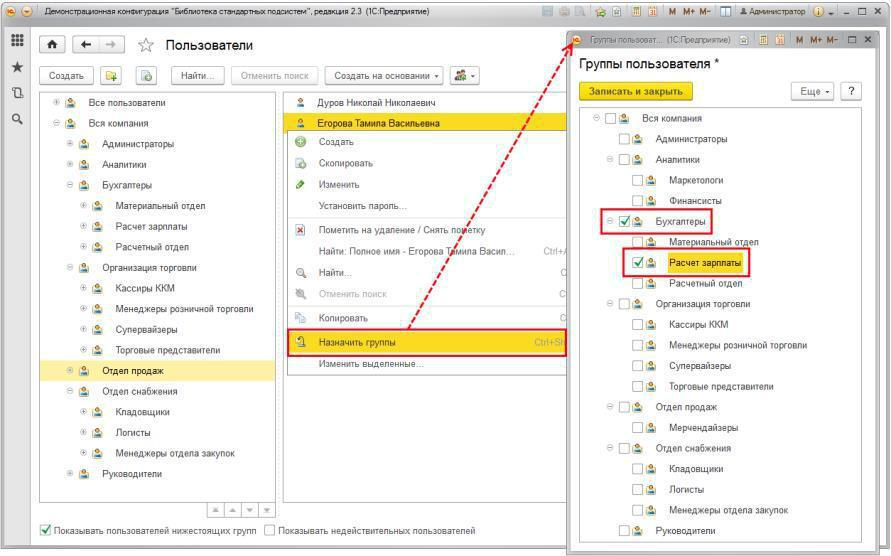 Демонстрационная конфигурация "Библиотека стандартных подсистем", редакция 2.3 (1С:Предприятие)
M M+ M- Администратор
Пользователи
Создать Найти... Отменить поиск Создать на основании
Все пользователи
Вся компания
Администраторы
Аналитики
Бухгалтеры
Материальный отдел
Расчет зарплаты
Расчетный отдел
Организация торговли
Кассиры ККМ
Менеджеры розничной торговли
Супервайзеры
Торговые представители
Отдел продаж
Отдел снабжения
Кладовщики
Логисты
Менеджеры отдела закупок
Руководители
Дуров Николай Николаевич
Егорова Тамила Васильевна
Создать
Скопировать
Изменить
Установить пароль...
Пометить на удаление / Снять пометку
Найти: Полное имя - Егорова Тамила Васил... Ctrl+A
Найти... C
Отменить поиск C
Копировать C
Назначить группы Ctrl+Sh
Изменить выделенные...
Показывать пользователей нижестоящих групп Показывать недействительных пользователей
Группы пользоват... (1С:Предприятие) M M+ M-
Группы пользователя *
Записать и закрыть Еще ?
Вся компания
Администраторы
Аналитики
Маркетологи
Финансисты
Бухгалтеры
Материальный отдел
Расчет зарплаты
Расчетный отдел
Организация торговли
Кассиры ККМ
Менеджеры розничной торговли
Супервайзеры
Торговые представители
Отдел продаж
Мерчендайзеры
Отдел снабжения
Кладовщики
Логисты
Менеджеры отдела закупок
Руководители